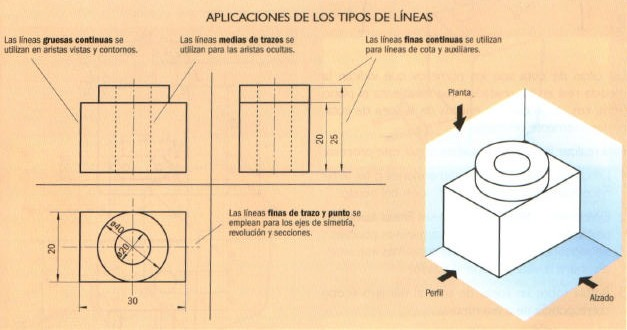 APLICACIONES DE LOS TIPOS DE LÍNEAS
Las líneas gruesas continuas se
utilizan en aristas vistas y contornos.
Las líneas medias de trazos se
utilizan para las aristas ocultas.
Las líneas finas continuas se utilizan
para líneas de cota y auxiliares.
20
25
Planta
Las líneas finas de trazo y punto se
emplean para los ejes de simetría,
revolución y secciones.
20
ø40
ø20
30
Perfil
Alzado